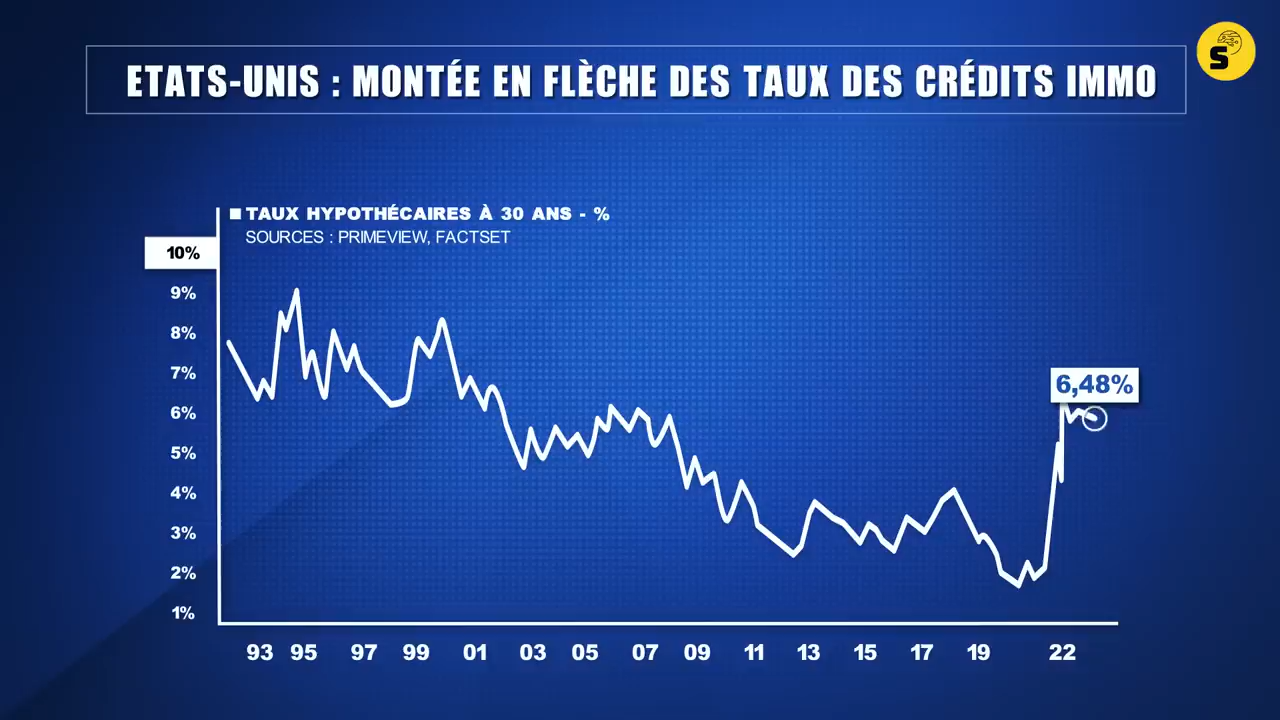 ETATS-UNIS : MONTÉE EN FLÈCHE DES TAUX DES CRÉDITS IMMO
S
TAUX HYPOTHÉCAIRES À 30 ANS - %
SOURCES : PRIMEVIEW, FACTSET
10%
9%
8%
7%
6%
5%
4%
3%
2%
1%
6,48%
93 95 97 99 01 03 05 07 09 11 13 15 17 19 22